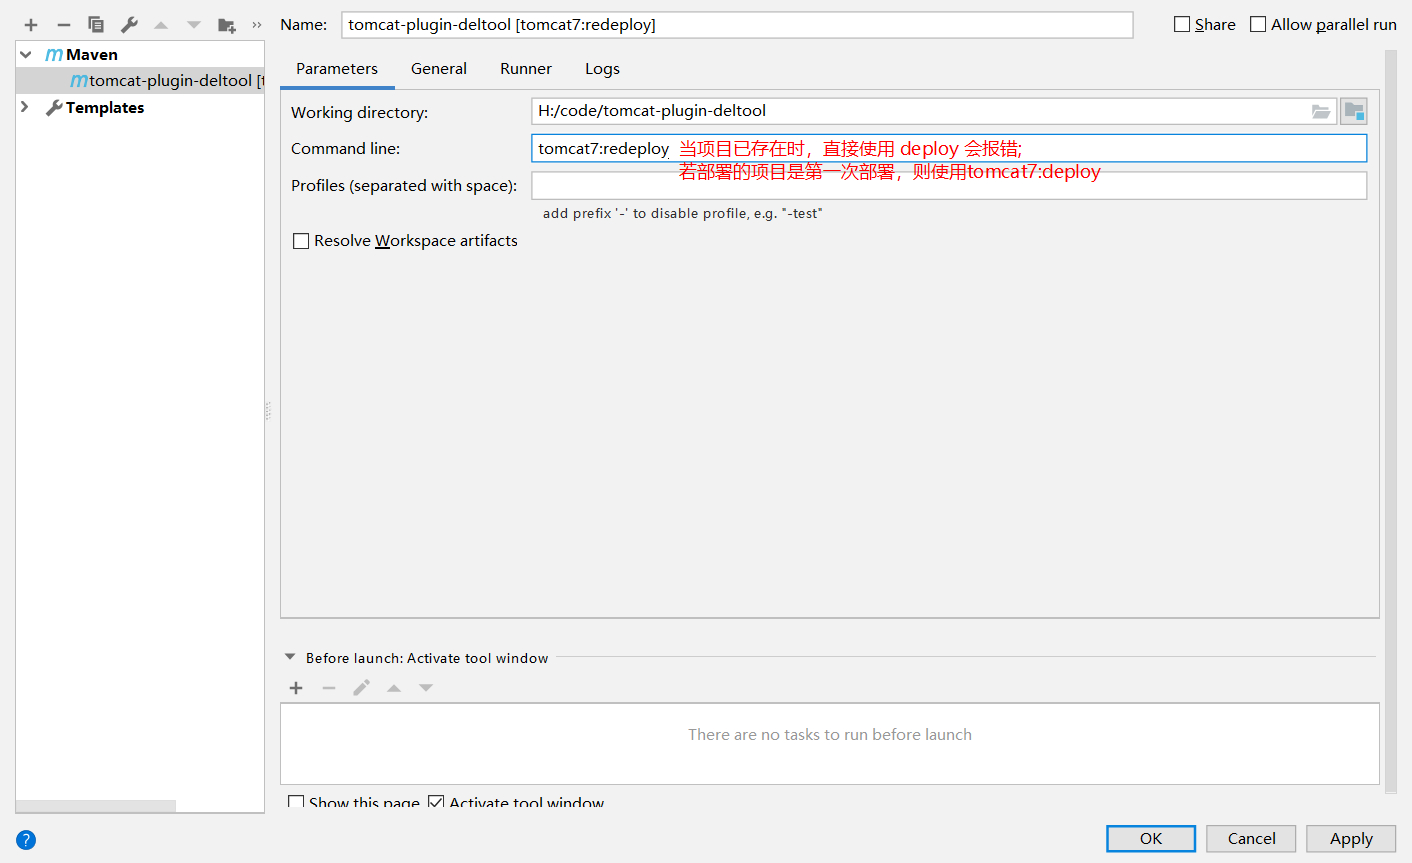 Name:
tomcat-plugin-deltool [tomcat7:redeploy]
Share
Allow parallel run
Maven
tomcat-plugin-deltool [t
Templates
Parameters
General
Runner
Logs
Working directory:
H:/code/tomcat-plugin-deltool
Command line:
tomcat7:redeploy
当项目已存在时，直接使用 deploy 会报错;
若部署的项目是第一次部署，则使用tomcat7:deploy
Profiles (separated with space):
add prefix '-' to disable profile, e.g. "-test"
Resolve Workspace artifacts
Before launch: Activate tool window
There are no tasks to run before launch
Show this page
Activate tool window
?
OK
Cancel
Apply